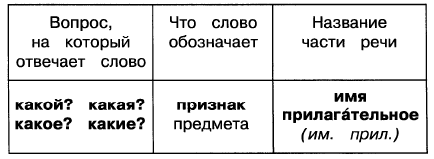 Вопрос,
на который
отвечает слово
Что слово
обозначает
Название
части речи
какой? какая?
какое? какие?
признак
предмета
имя
прилага́тельное
(им. прил.)